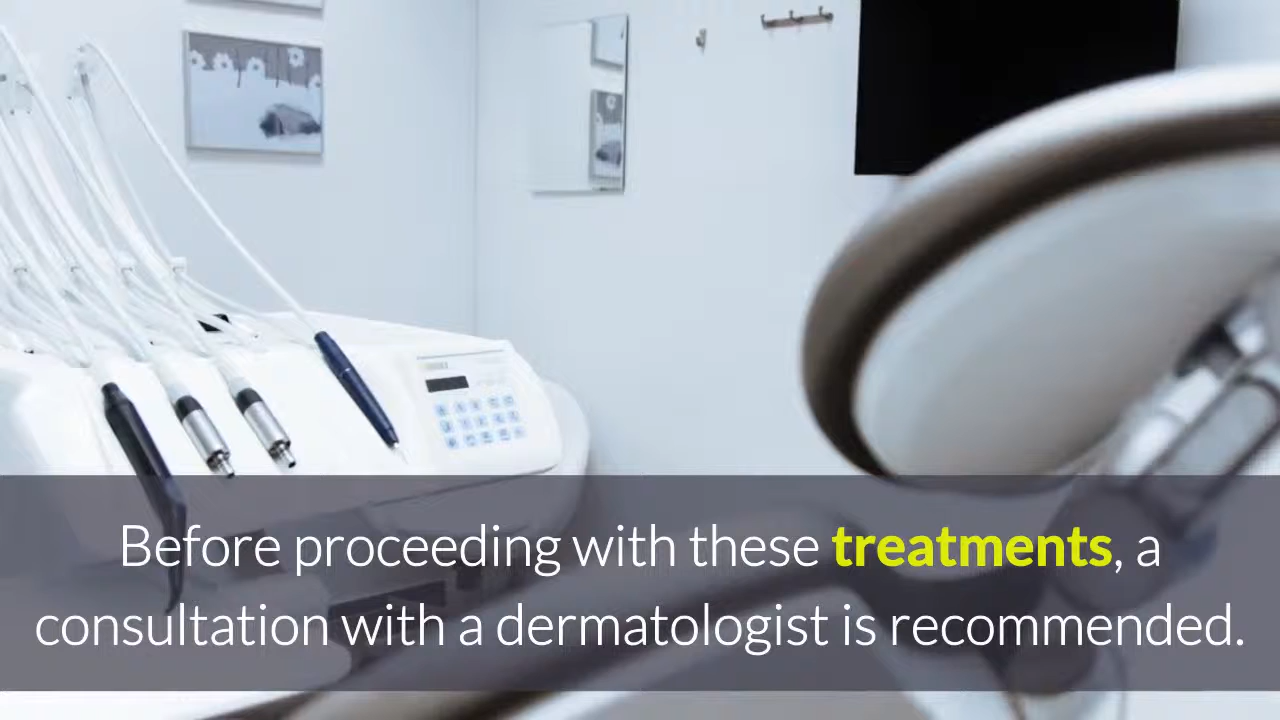 Before proceeding with these treatments, a
consultation with a dermatologist is recommended.